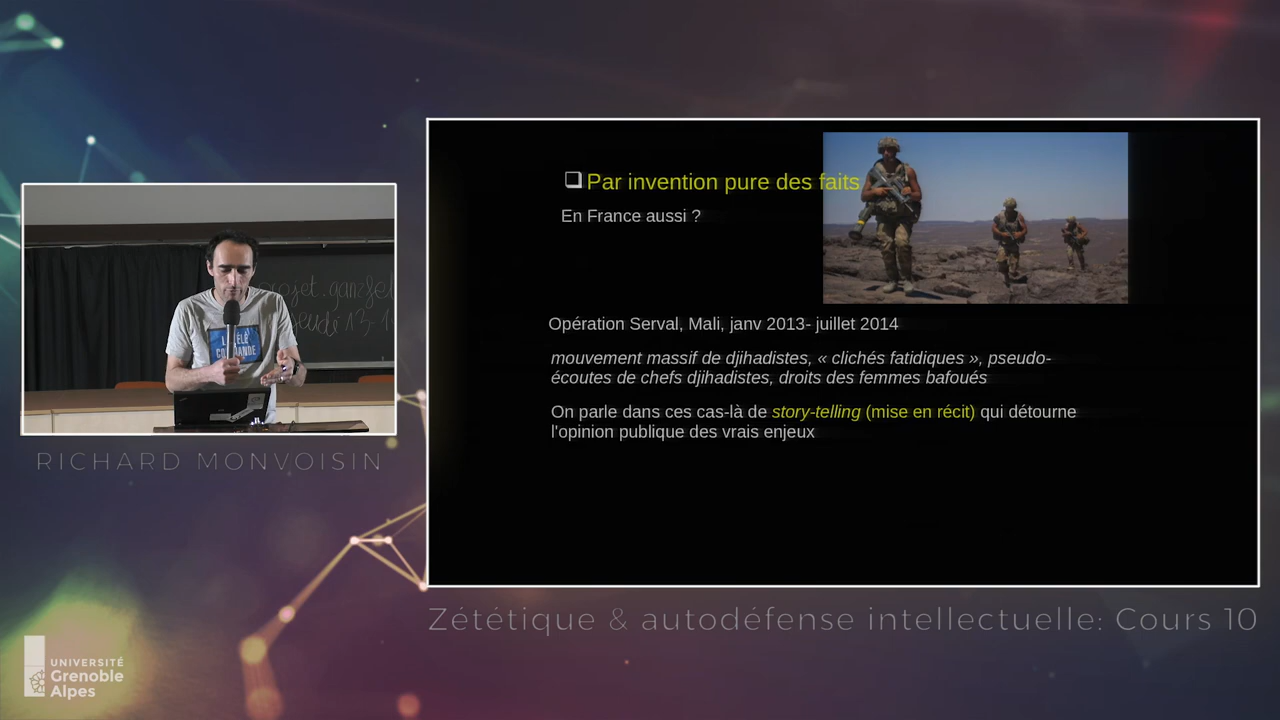 Par invention pure des faits
En France aussi ?
Opération Serval, Mali, janv 2013- juillet 2014
mouvement massif de djihadistes, « clichés fatidiques », pseudo-
écoutes de chefs djihadistes, droits des femmes bafoués
On parle dans ces cas-là de story-telling (mise en récit) qui détourne
l'opinion publique des vrais enjeux
projet.ganzfel
RICHARD MONVOISIN
Zététique & autodéfense intellectuelle: Cours 10
UNIVERSITÉ
Grenoble
Alpes